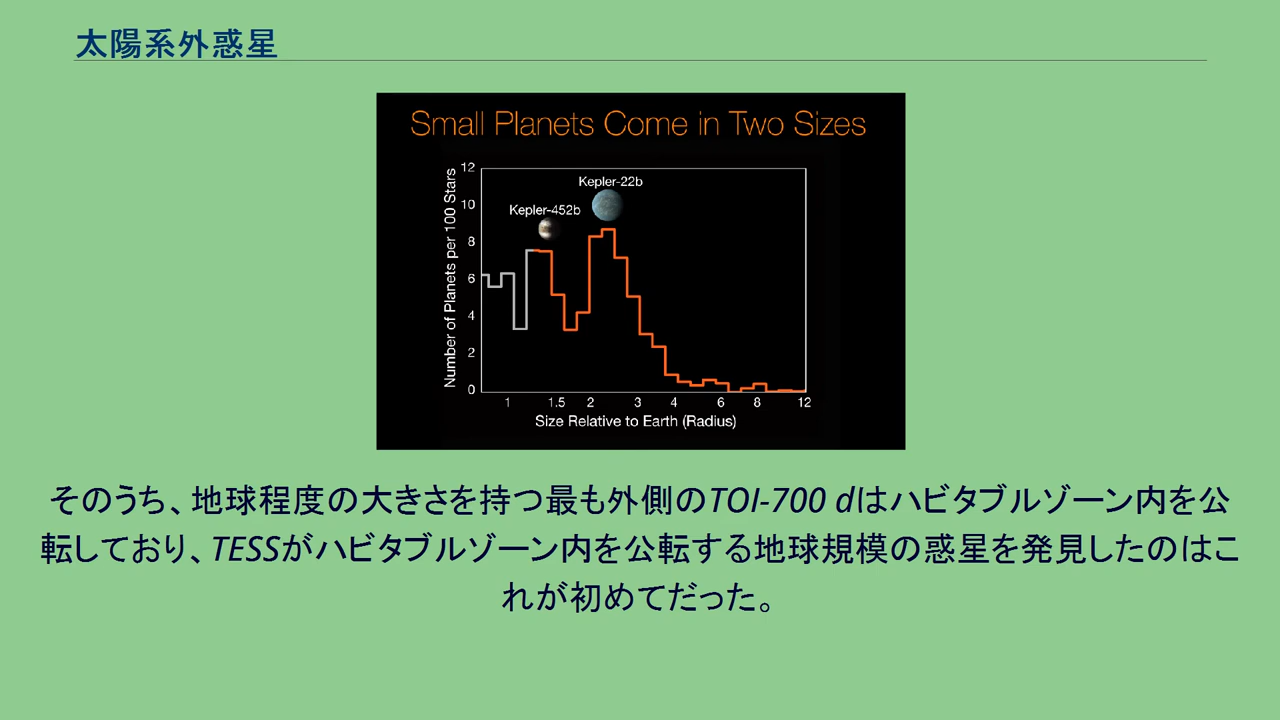 太陽系外惑星
Small Planets Come in Two Sizes
Number of Planets per 100 Stars
12
10
8
6
4
2
0
Kepler-22b
Kepler-452b
1 1.5 2 3 4 6 8 12
Size Relative to Earth (Radius)
そのうち、地球程度の大きさを持つ最も外側のTOI-700 dはハビタブルゾーン内を公
転しており、TESSがハビタブルゾーン内を公転する地球規模の惑星を発見したのはこ
れが初めてだった。